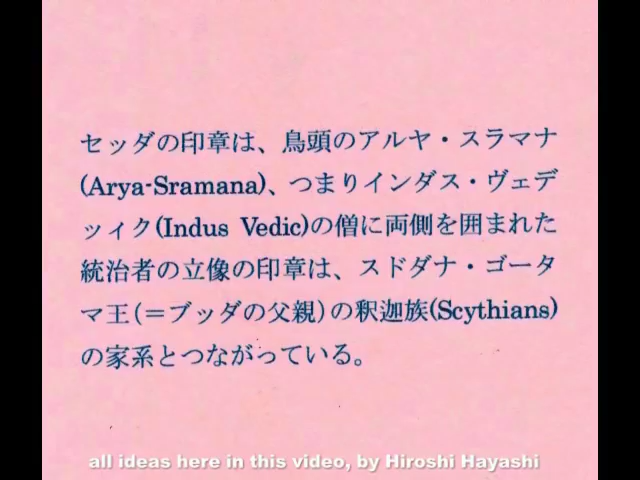 セッダの印章は、鳥頭のアルヤ・スラマナ
(Arya-Sramana)、つまりインダス・ヴェデ
ッィク(Indus Vedic)の僧に両側を囲まれた
統治者の立像の印章は、スドダナ・ゴータ
マ王(＝ブッダの父親)の釈迦族(Scythians)
の家系とつながっている。
all ideas here in this video, by Hiroshi Hayashi